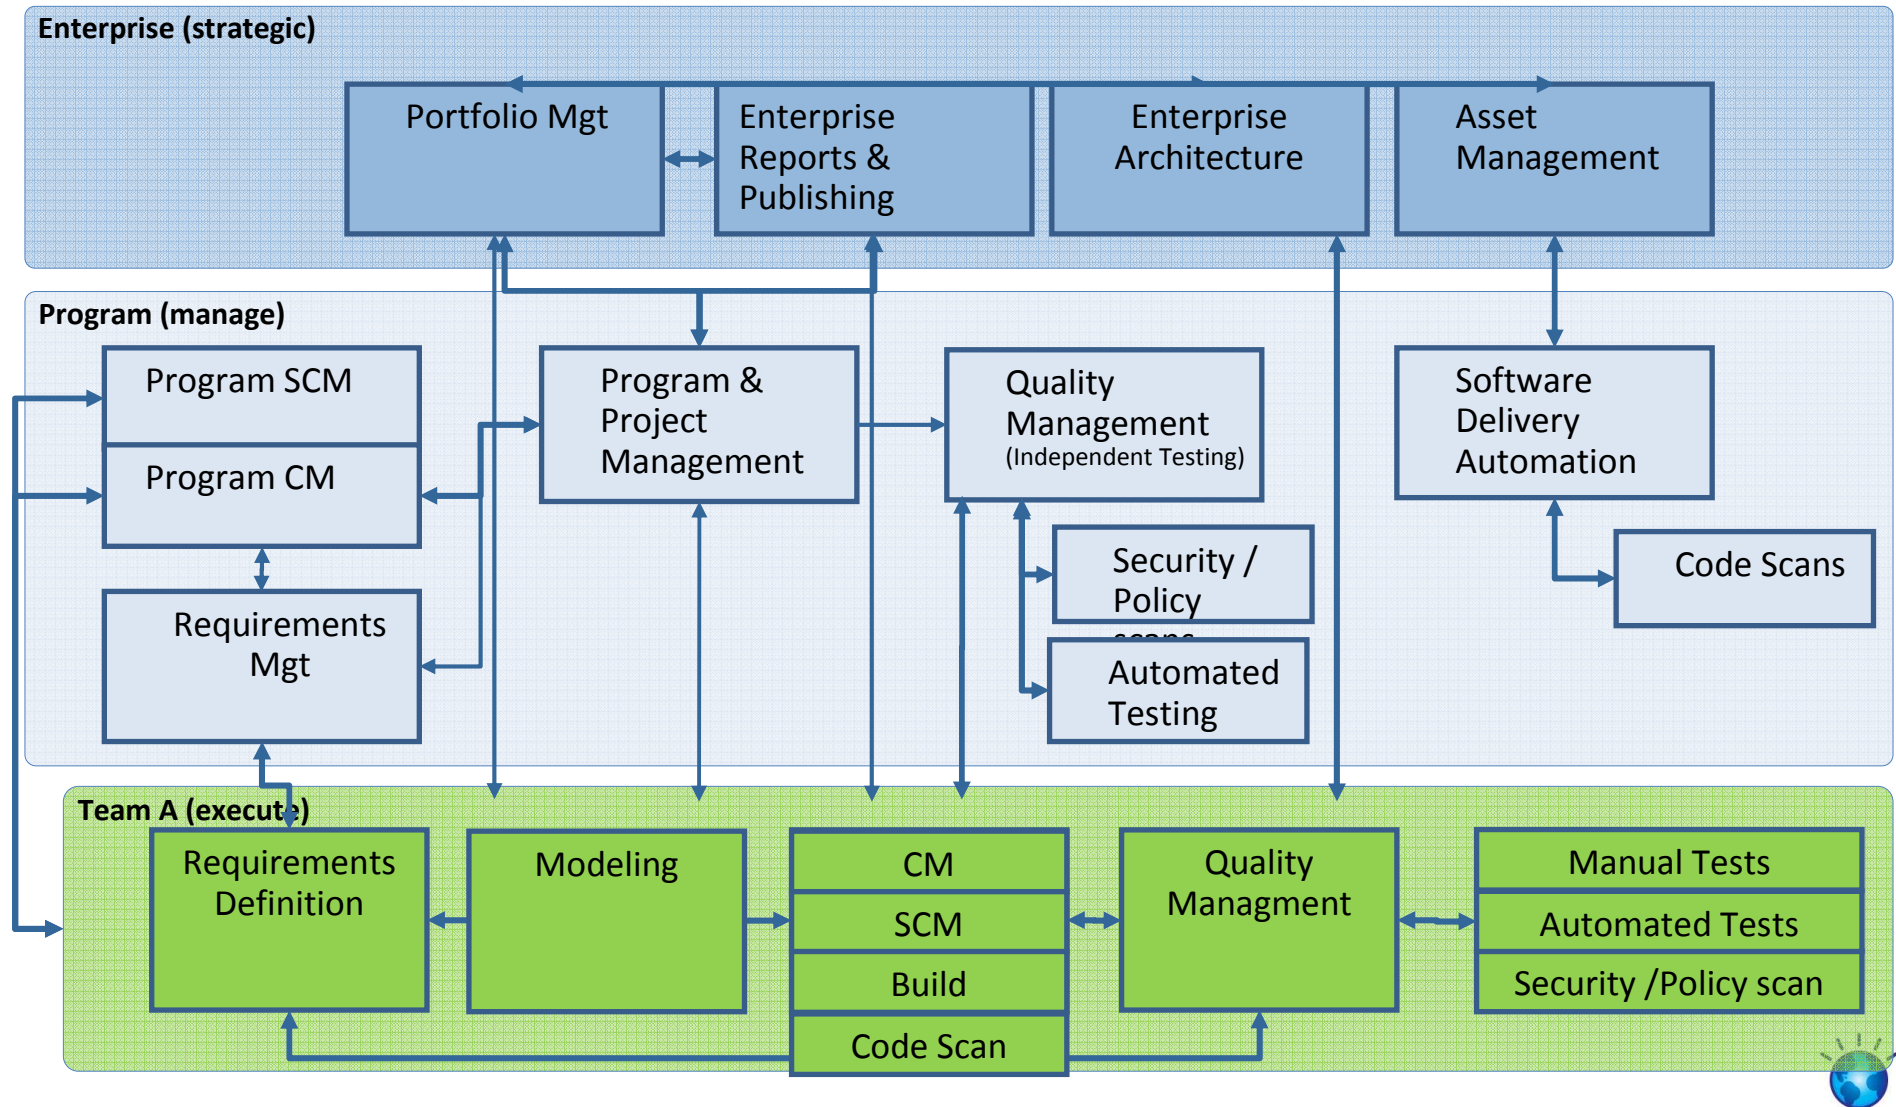 Enterprise (strategic)
Portfolio Mgt
Enterprise
Reports &
Publishing
Enterprise
Architecture
Asset
Management
Program (manage)
Program SCM
Program CM
Requirements
Mgt
Program &
Project
Management
Quality
Management
(Independent Testing)
Security /
Policy
scans
Automated
Testing
Software
Delivery
Automation
Code Scans
Team A (execute)
Requirements
Definition
Modeling
CM
SCM
Build
Code Scan
Quality
Managment
Manual Tests
Automated Tests
Security /Policy scan